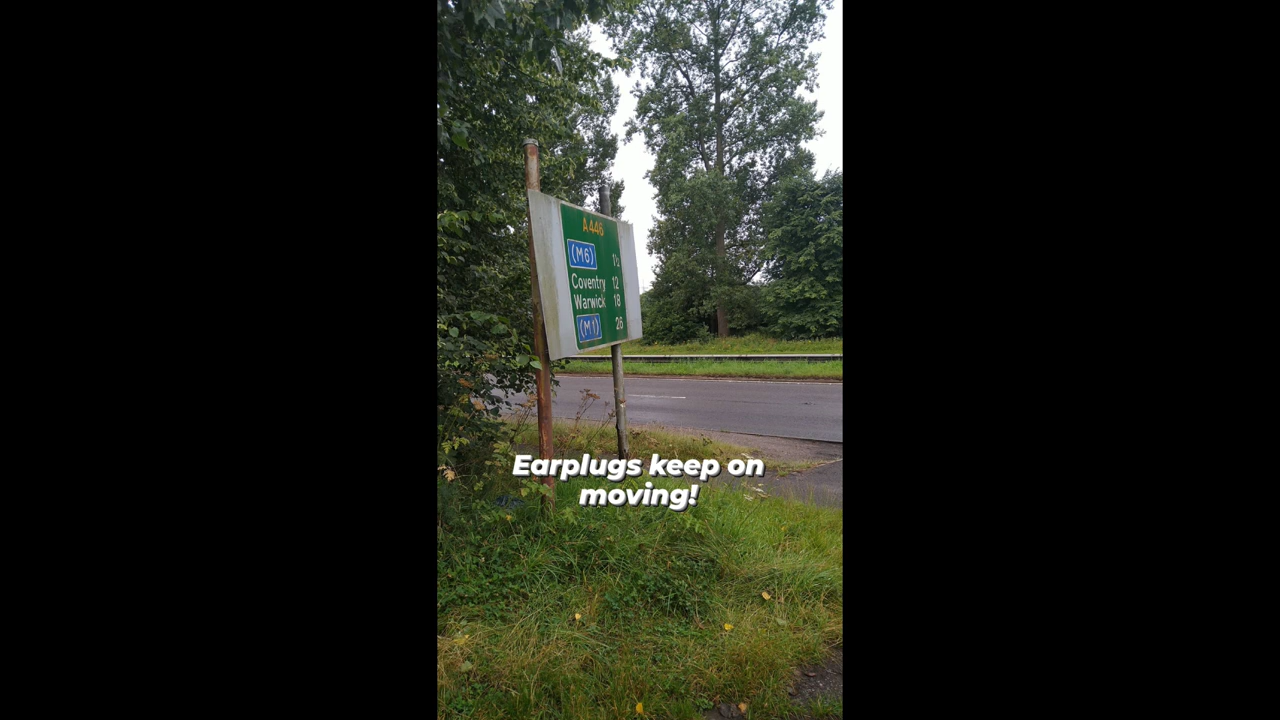 A446
(M6) 1½
Coventry 12
Warwick 18
(M1) 26
Earplugs keep on
moving!